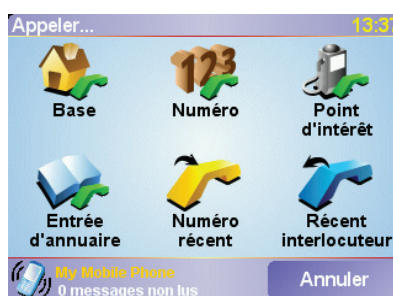 Appeler... 13:37
123
Base Numéro Point
d'intérêt
Entrée
d'annuaire Numéro
récent Récent
interlocuteur
My Mobile Phone
0 messages non lus
Annuler